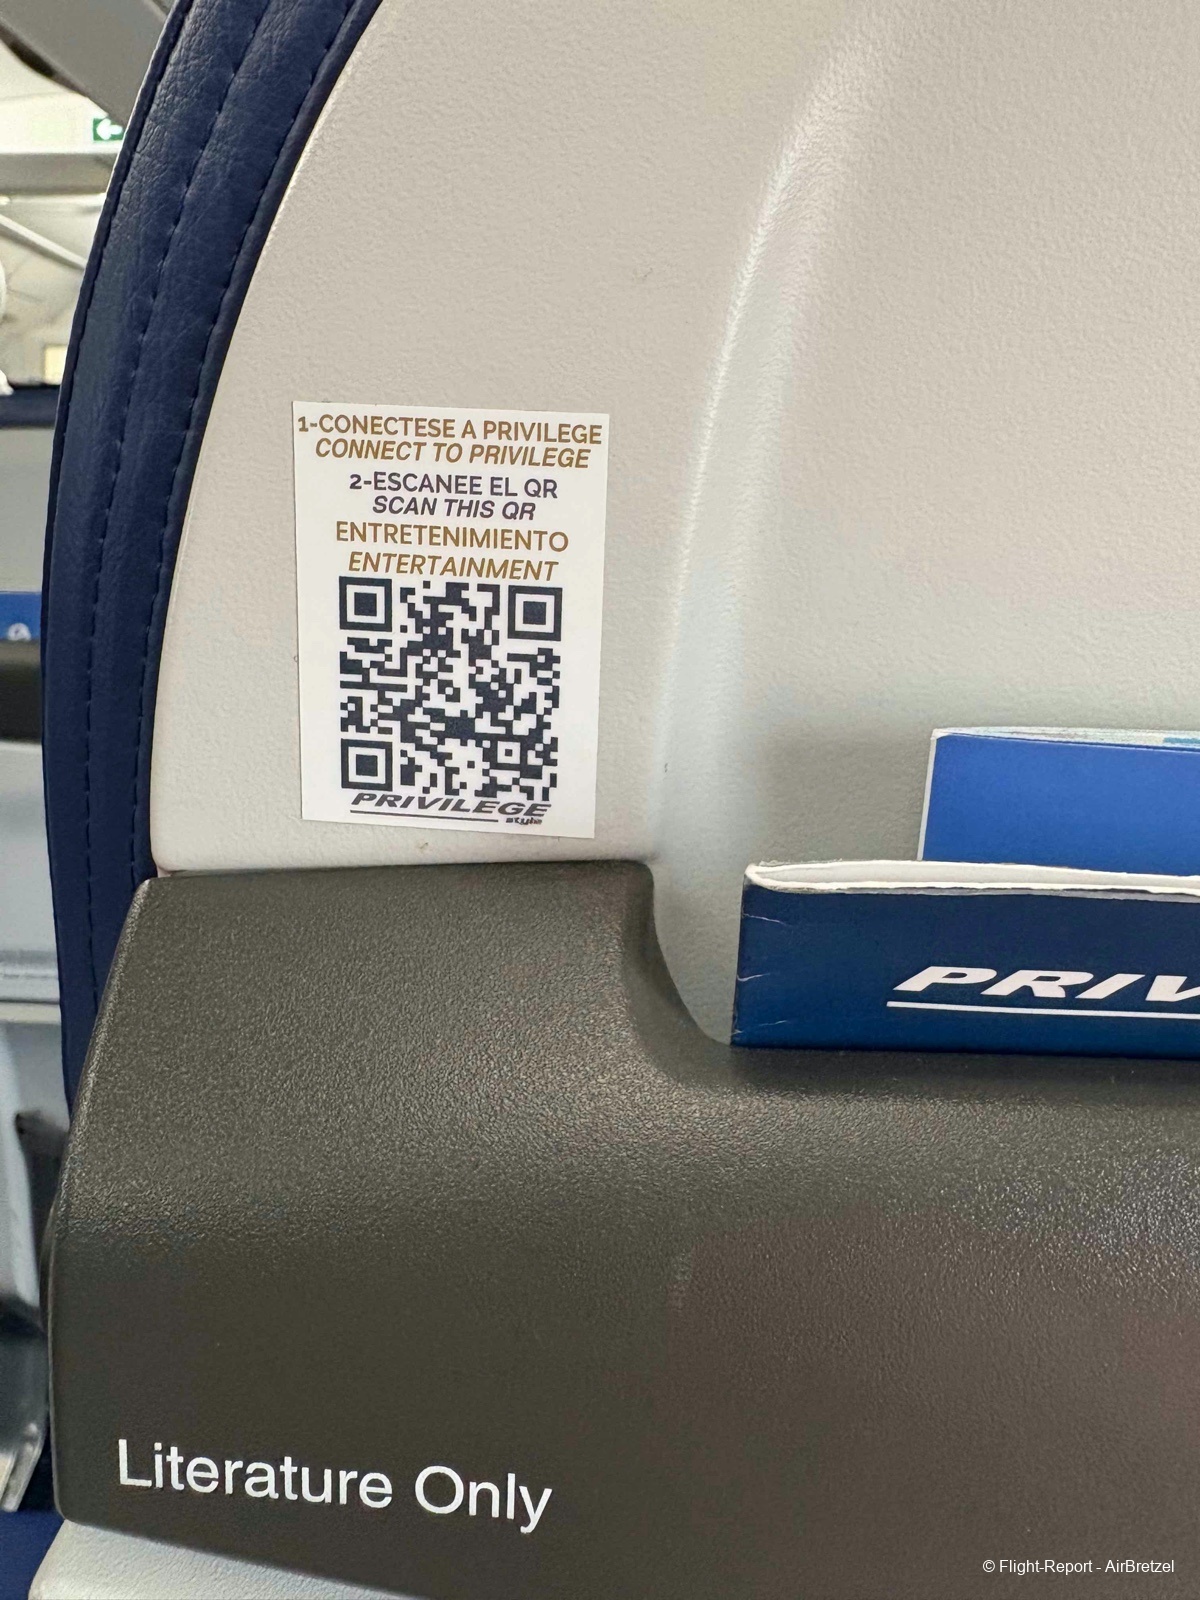 1-CONECTESE A PRIVILEGE
CONNECT TO PRIVILEGE
2-ESCANEE EL QR
SCAN THIS QR
ENTRETENIMIENTO
ENTERTAINMENT
PRIVILEGE
style
PRIV
Literature Only
© Flight-Report - AirBretzel